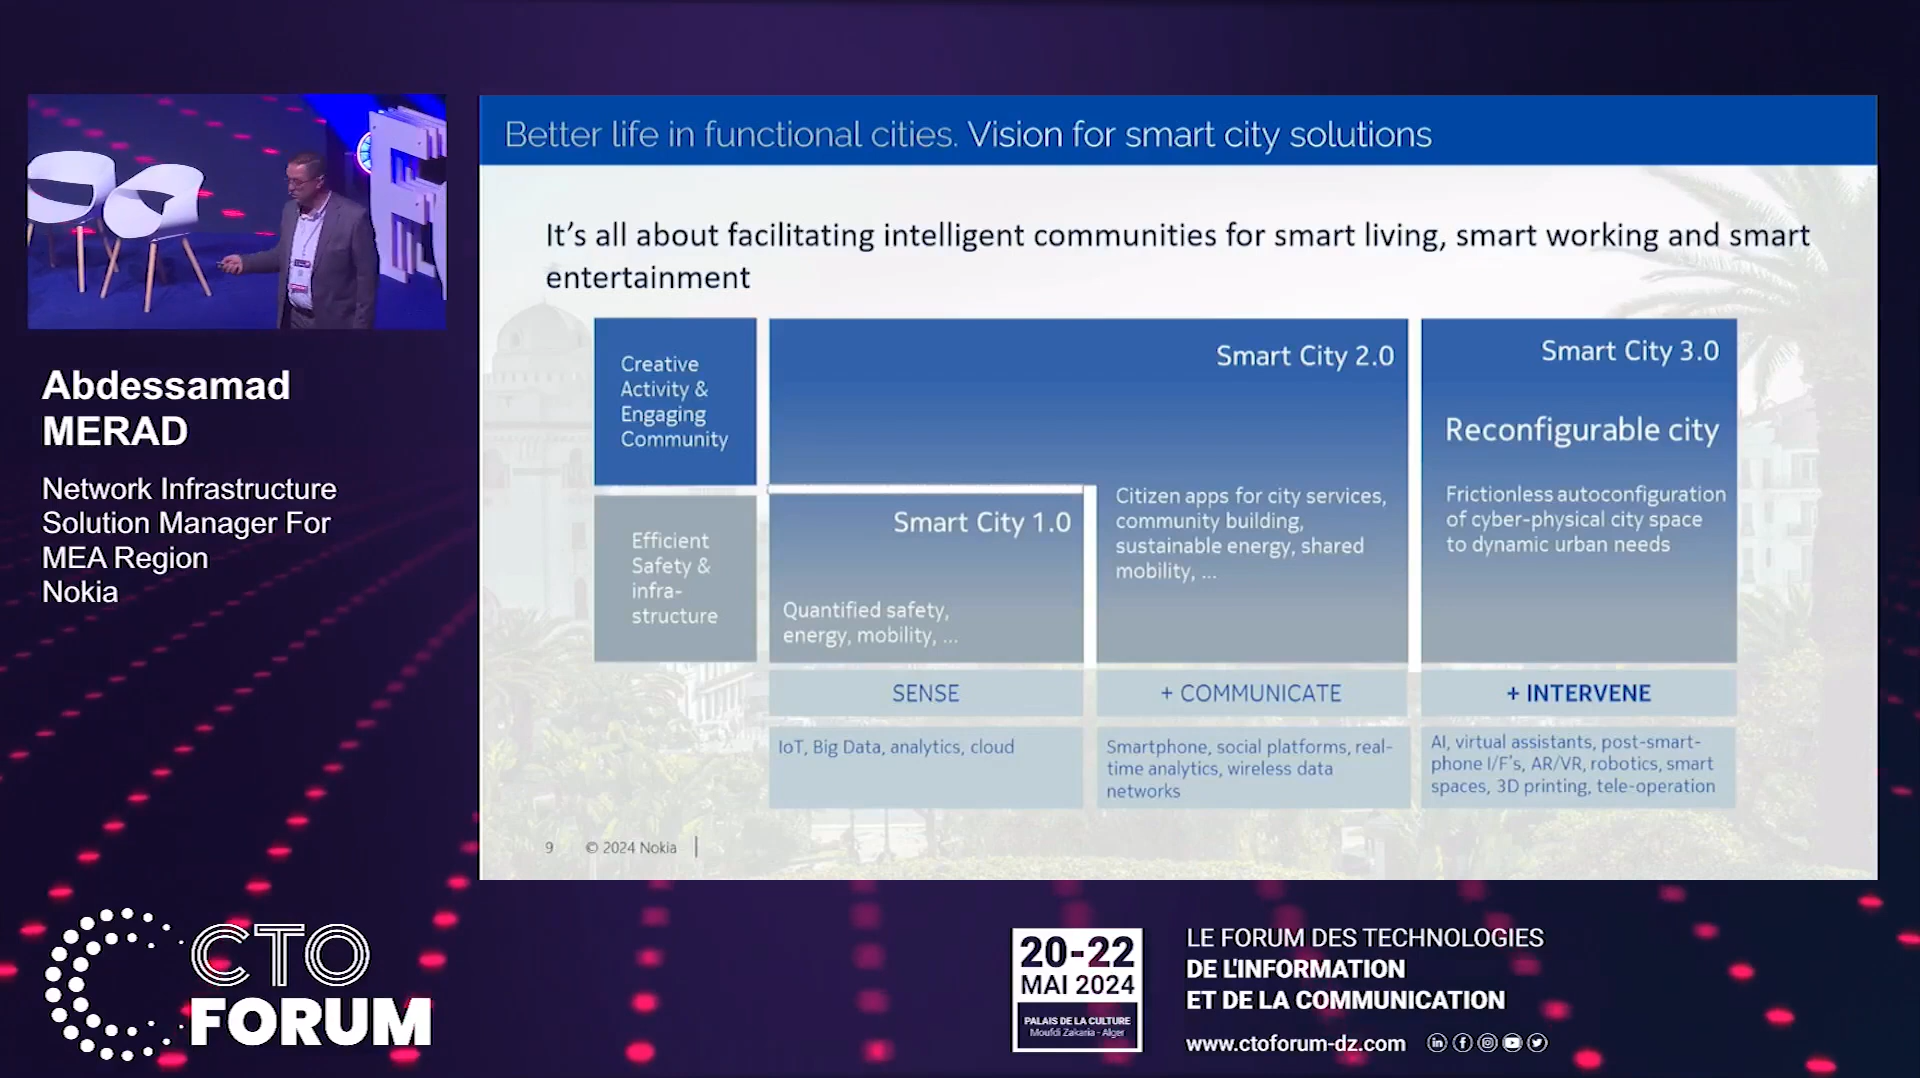 Abdessamad
MERAD
Network Infrastructure
Solution Manager For
MEA Region
Nokia
Better life in functional cities. Vision for smart city solutions
It's all about facilitating intelligent communities for smart living, smart working and smart
entertainment
Creative
Activity &
Engaging
Community
Efficient
Safety &
infra-
structure
Smart City 1.0
Quantified safety,
energy, mobility, ...
Smart City 2.0
Citizen apps for city services,
community building,
sustainable energy, shared
mobility, ...
Smart City 3.0
Reconfigurable city
Frictionless autoconfiguration
of cyber-physical city space
to dynamic urban needs
SENSE
+ COMMUNICATE
+ INTERVENE
IoT, Big Data, analytics, cloud
Smartphone, social platforms, real-
time analytics, wireless data
networks
AI, virtual assistants, post-smart-
phone I/F's, AR/VR, robotics, smart
spaces, 3D printing, tele-operation
9 © 2024 Nokia
CTO
FORUM
20-22
MAI 2024
PALAIS DE LA CULTURE
Moufdi Zakaria - Alger
LE FORUM DES TECHNOLOGIES
DE L'INFORMATION
ET DE LA COMMUNICATION
www.ctoforum-dz.com